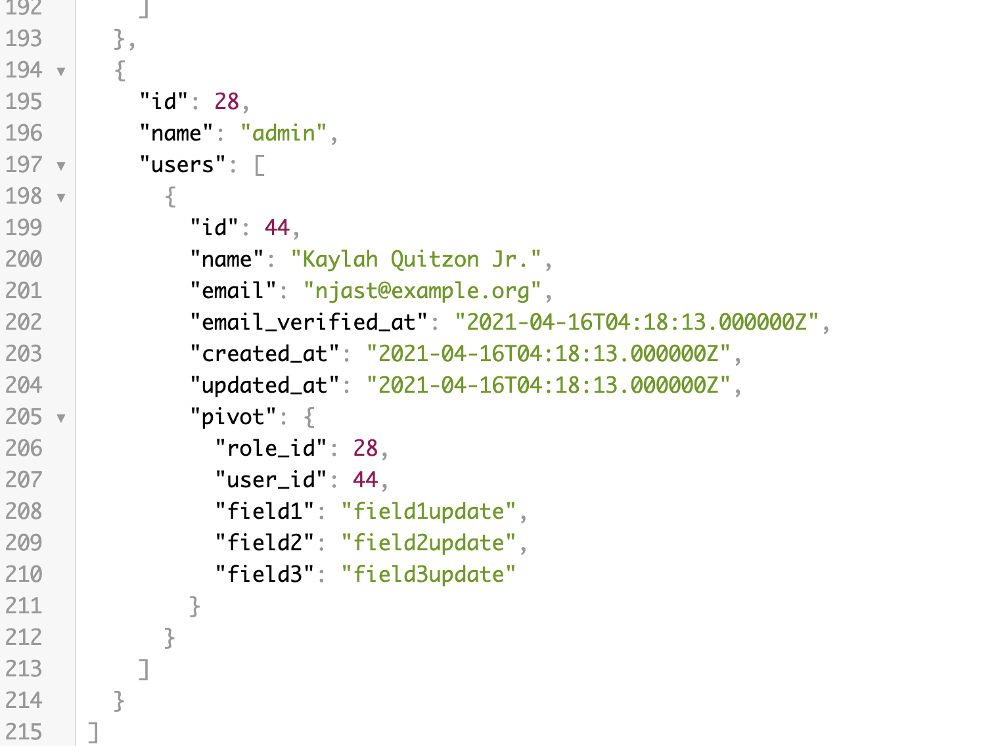 192 ]
193 },
194 ▼ {
195 "id": 28,
196 "name": "admin",
197 ▼ "users": [
198 ▼ {
199 "id": 44,
200 "name": "Kaylah Quitzon Jr.",
201 "email": "njast@example.org",
202 "email_verified_at": "2021-04-16T04:18:13.000000Z",
203 "created_at": "2021-04-16T04:18:13.000000Z",
204 "updated_at": "2021-04-16T04:18:13.000000Z",
205 ▼ "pivot": {
206 "role_id": 28,
207 "user_id": 44,
208 "field1": "field1update",
209 "field2": "field2update",
210 "field3": "field3update"
211 }
212 }
213 ]
214 }
215 ]